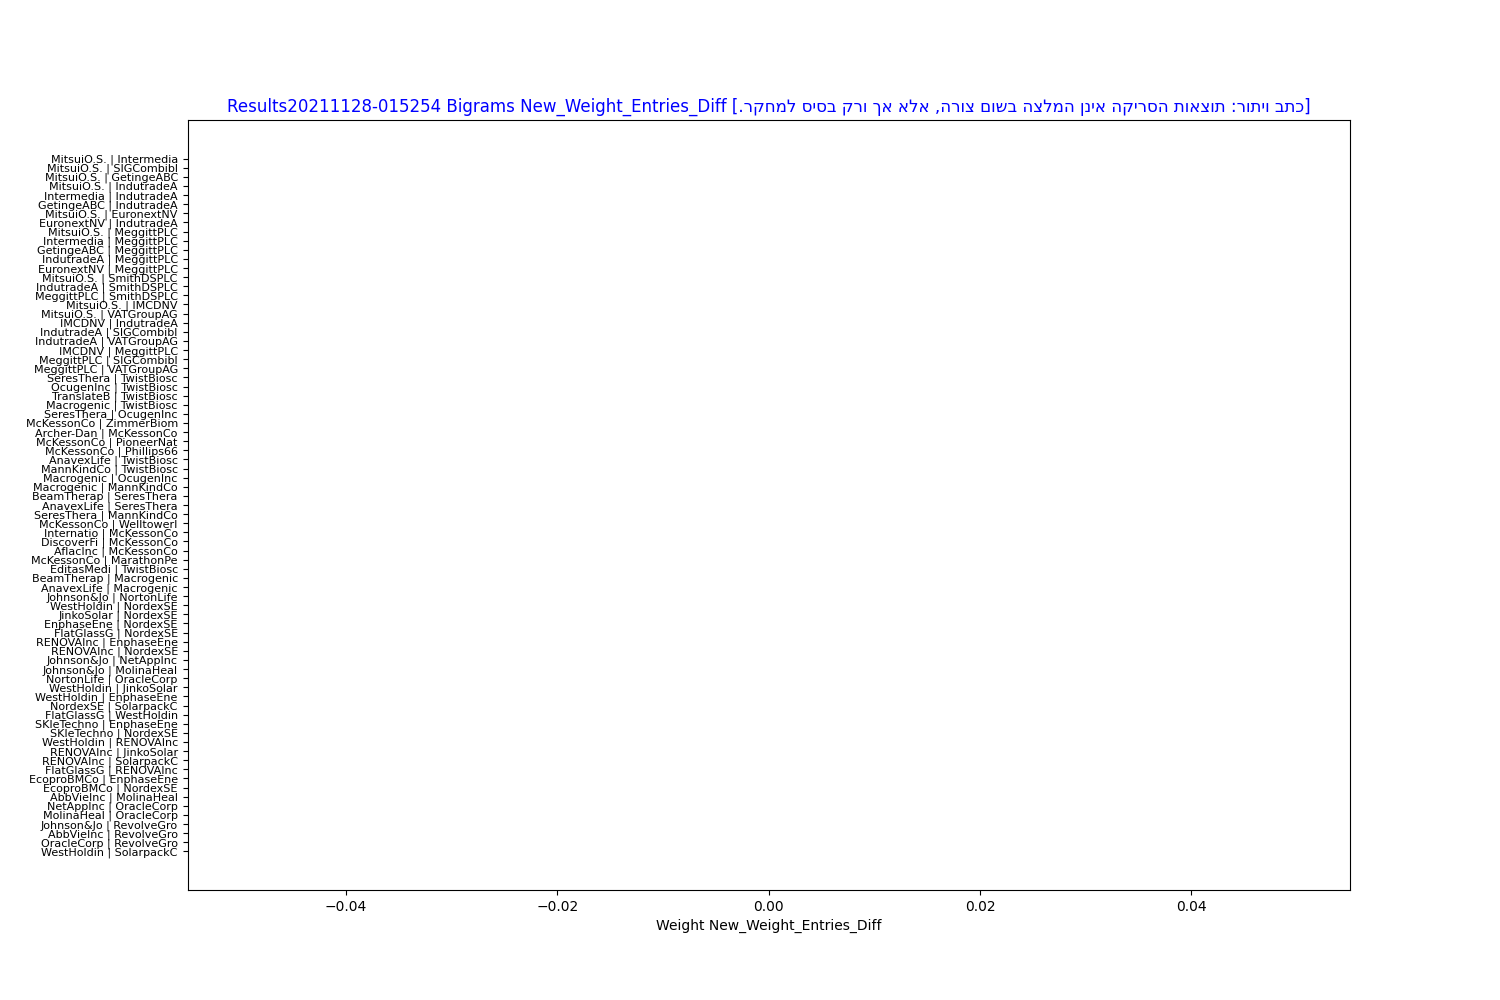 Results20211128-015254 Bigrams New_Weight_Entries_Diff [.כתב ויתור: תוצאות הסריקה אינן המלצה בשום צורה, אלא אך ורק בסיס למחקר]
MitsuiO.S. | Intermedia
MitsuiO.S. | SIGCombibl
MitsuiO.S. | GetingeABC
MitsuiO.S. | IndutradeA
Intermedia | IndutradeA
GetingeABC | IndutradeA
MitsuiO.S. | EuronextNV
EuronextNV | IndutradeA
MitsuiO.S. | MeggittPLC
Intermedia | MeggittPLC
GetingeABC | MeggittPLC
IndutradeA | MeggittPLC
EuronextNV | MeggittPLC
MitsuiO.S. | SmithDSPLC
IndutradeA | SmithDSPLC
MeggittPLC | SmithDSPLC
MitsuiO.S. | IMCDNV
MitsuiO.S. | VATGroupAG
IMCDNV | IndutradeA
IndutradeA | SIGCombibl
IndutradeA | VATGroupAG
IMCDNV | MeggittPLC
MeggittPLC | SIGCombibl
MeggittPLC | VATGroupAG
SeresThera | TwistBiosc
OcugenInc | TwistBiosc
TranslateB | TwistBiosc
Macrogenic | TwistBiosc
SeresThera | OcugenInc
McKessonCo | ZimmerBiom
Archer-Dan | McKessonCo
McKessonCo | PioneerNat
McKessonCo | Phillips66
AnavexLife | TwistBiosc
MannKindCo | TwistBiosc
Macrogenic | OcugenInc
Macrogenic | MannKindCo
BeamTherap | SeresThera
AnavexLife | SeresThera
SeresThera | MannKindCo
McKessonCo | WelltowerI
Internatio | McKessonCo
DiscoverFi | McKessonCo
AflacInc | McKessonCo
McKessonCo | MarathonPe
EditasMedi | TwistBiosc
BeamTherap | Macrogenic
AnavexLife | Macrogenic
Johnson&Jo | NortonLife
WestHoldin | NordexSE
JinkoSolar | NordexSE
EnphaseEne | NordexSE
FlatGlassG | NordexSE
RENOVAInc | EnphaseEne
RENOVAInc | NordexSE
Johnson&Jo | NetAppInc
Johnson&Jo | MolinaHeal
NortonLife | OracleCorp
WestHoldin | JinkoSolar
WestHoldin | EnphaseEne
NordexSE | SolarpackC
FlatGlassG | WestHoldin
SKIeTechno | EnphaseEne
SKIeTechno | NordexSE
WestHoldin | RENOVAInc
RENOVAInc | JinkoSolar
RENOVAInc | SolarpackC
FlatGlassG | RENOVAInc
EcoproBMCo | EnphaseEne
EcoproBMCo | NordexSE
AbbVieInc | MolinaHeal
NetAppInc | OracleCorp
MolinaHeal | OracleCorp
Johnson&Jo | RevolveGro
AbbVieInc | RevolveGro
OracleCorp | RevolveGro
WestHoldin | SolarpackC
−0.04 −0.02 0.00 0.02 0.04
Weight New_Weight_Entries_Diff